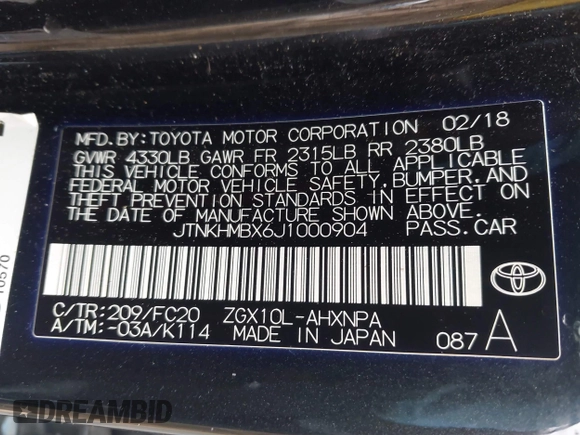 MFD.BY:TOYOTA MOTOR CORPORATION 02/18
GVWR 4330LB GAWR FR 2315LB RR 2380LB
THIS VEHICLE CONFORMS TO ALL APPLICABLE
FEDERAL MOTOR VEHICLE SAFETY, BUMPER, AND
THEFT PREVENTION STANDARDS IN EFFECT ON
THE DATE OF MANUFACTURE SHOWN ABOVE.
JTNKHMBX6J1000904 PASS.CAR
C/TR:209/FC20 ZGX10L-AHXNPA
A/TM:-03A/K114 MADE IN JAPAN 087 A
DREAMBID